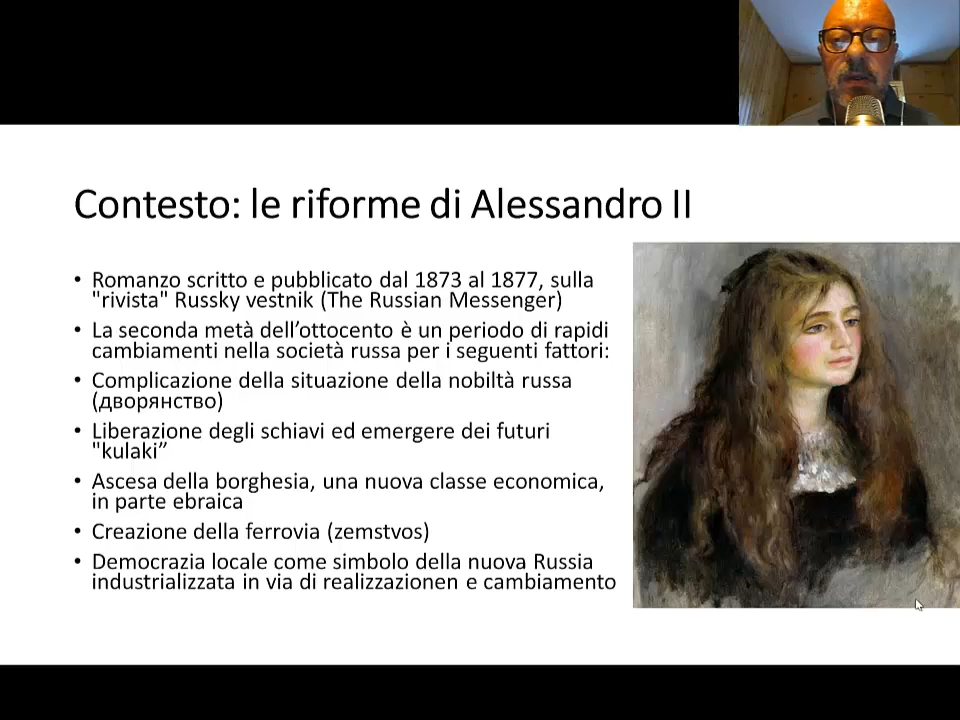 Contesto: le riforme di Alessandro II
• Romanzo scritto e pubblicato dal 1873 al 1877, sulla
"rivista" Russky vestnik (The Russian Messenger)
• La seconda metà dell’ottocento è un periodo di rapidi
cambiamenti nella società russa per i seguenti fattori:
• Complicazione della situazione della nobiltà russa
(дворянство)
• Liberazione degli schiavi ed emergere dei futuri
"kulaki”
• Ascesa della borghesia, una nuova classe economica,
in parte ebraica
• Creazione della ferrovia (zemstvos)
• Democrazia locale come simbolo della nuova Russia
industrializzata in via di realizzazionen e cambiamento